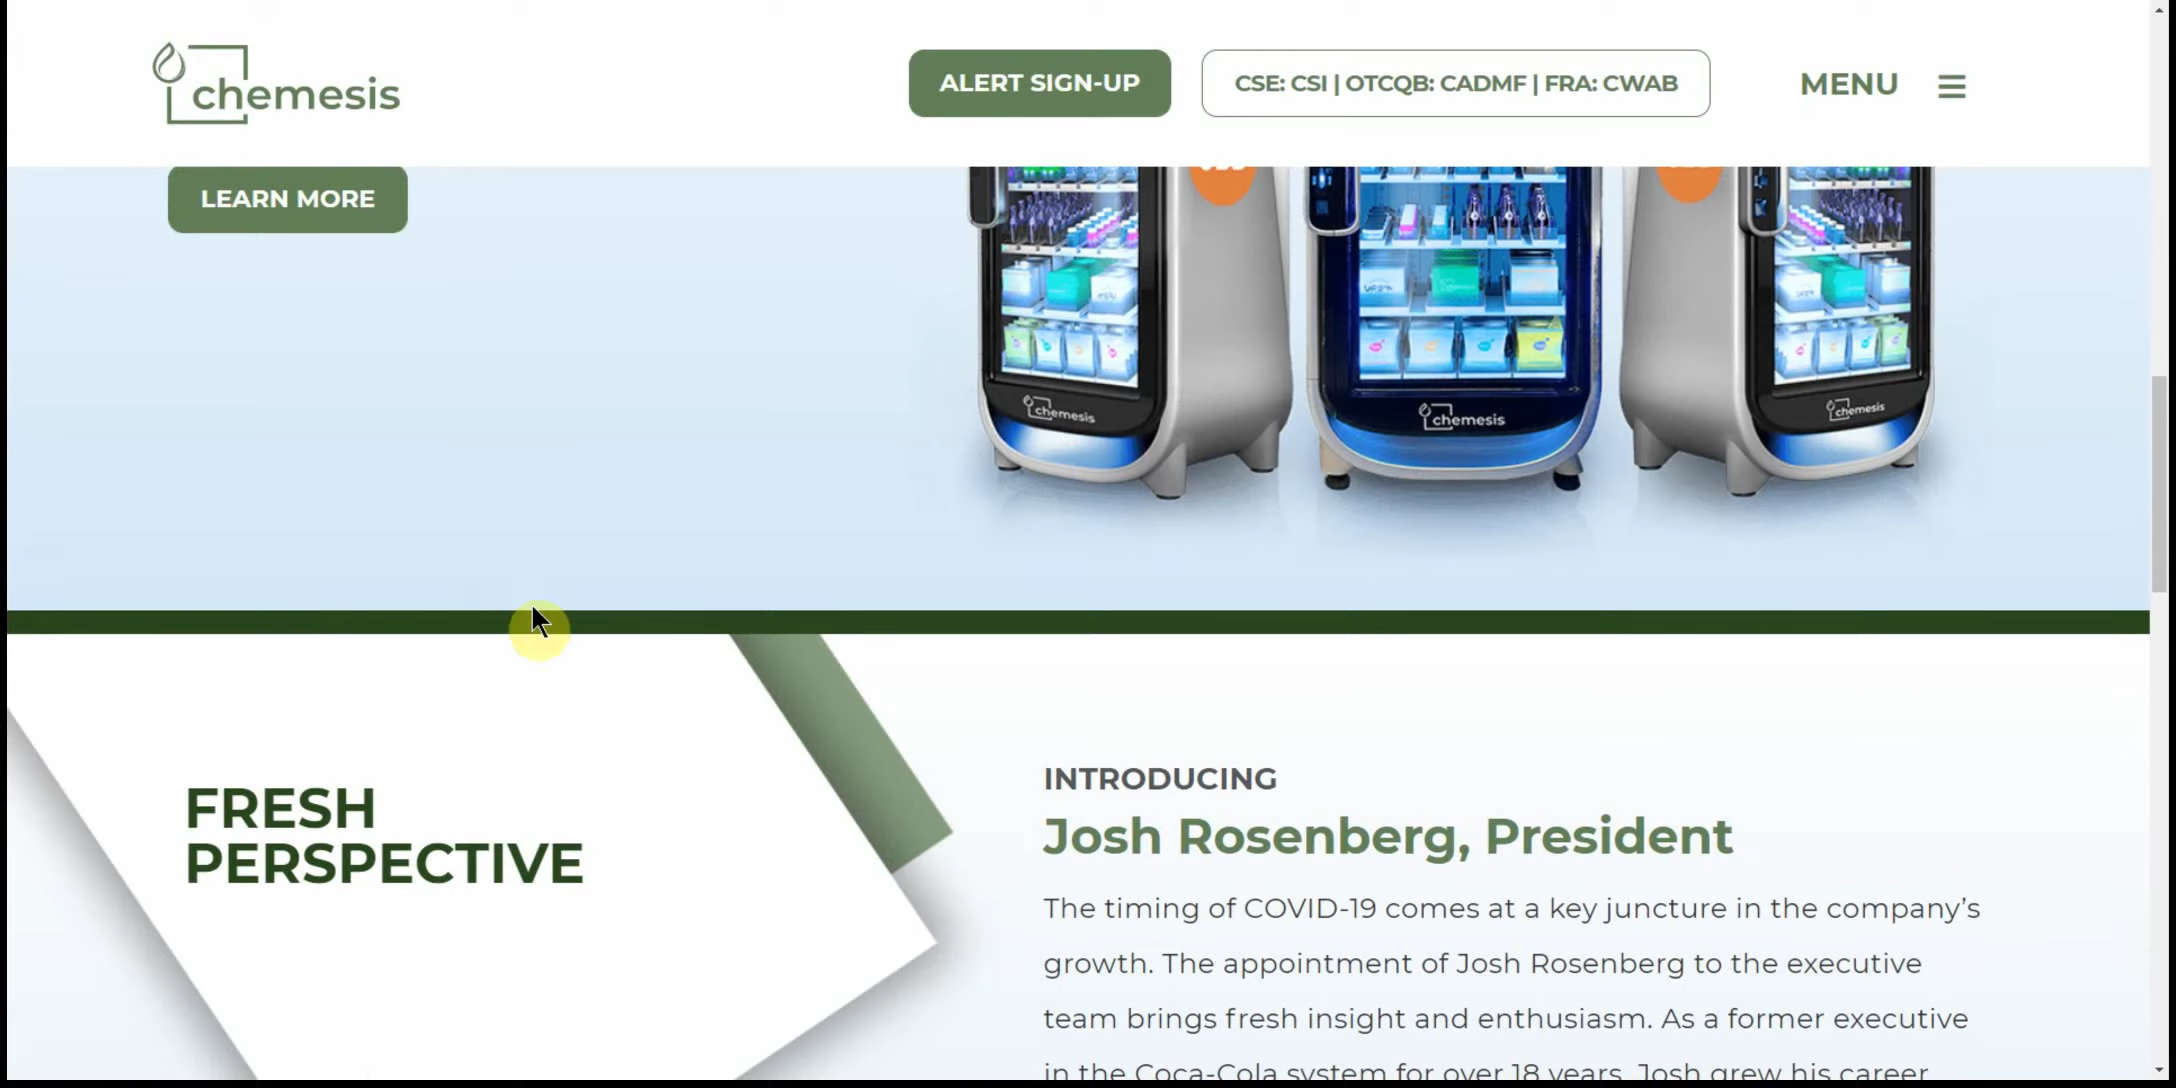 chemesis
ALERT SIGN-UP
CSE: CSI | OTCQB: CADMF | FRA: CWAB
MENU
LEARN MORE
chemesis
chemesis
chemesis
FRESH
PERSPECTIVE
INTRODUCING
Josh Rosenberg, President
The timing of COVID-19 comes at a key juncture in the company’s
growth. The appointment of Josh Rosenberg to the executive
team brings fresh insight and enthusiasm. As a former executive
in the Coca-Cola system for over 18 years, Josh grew his career